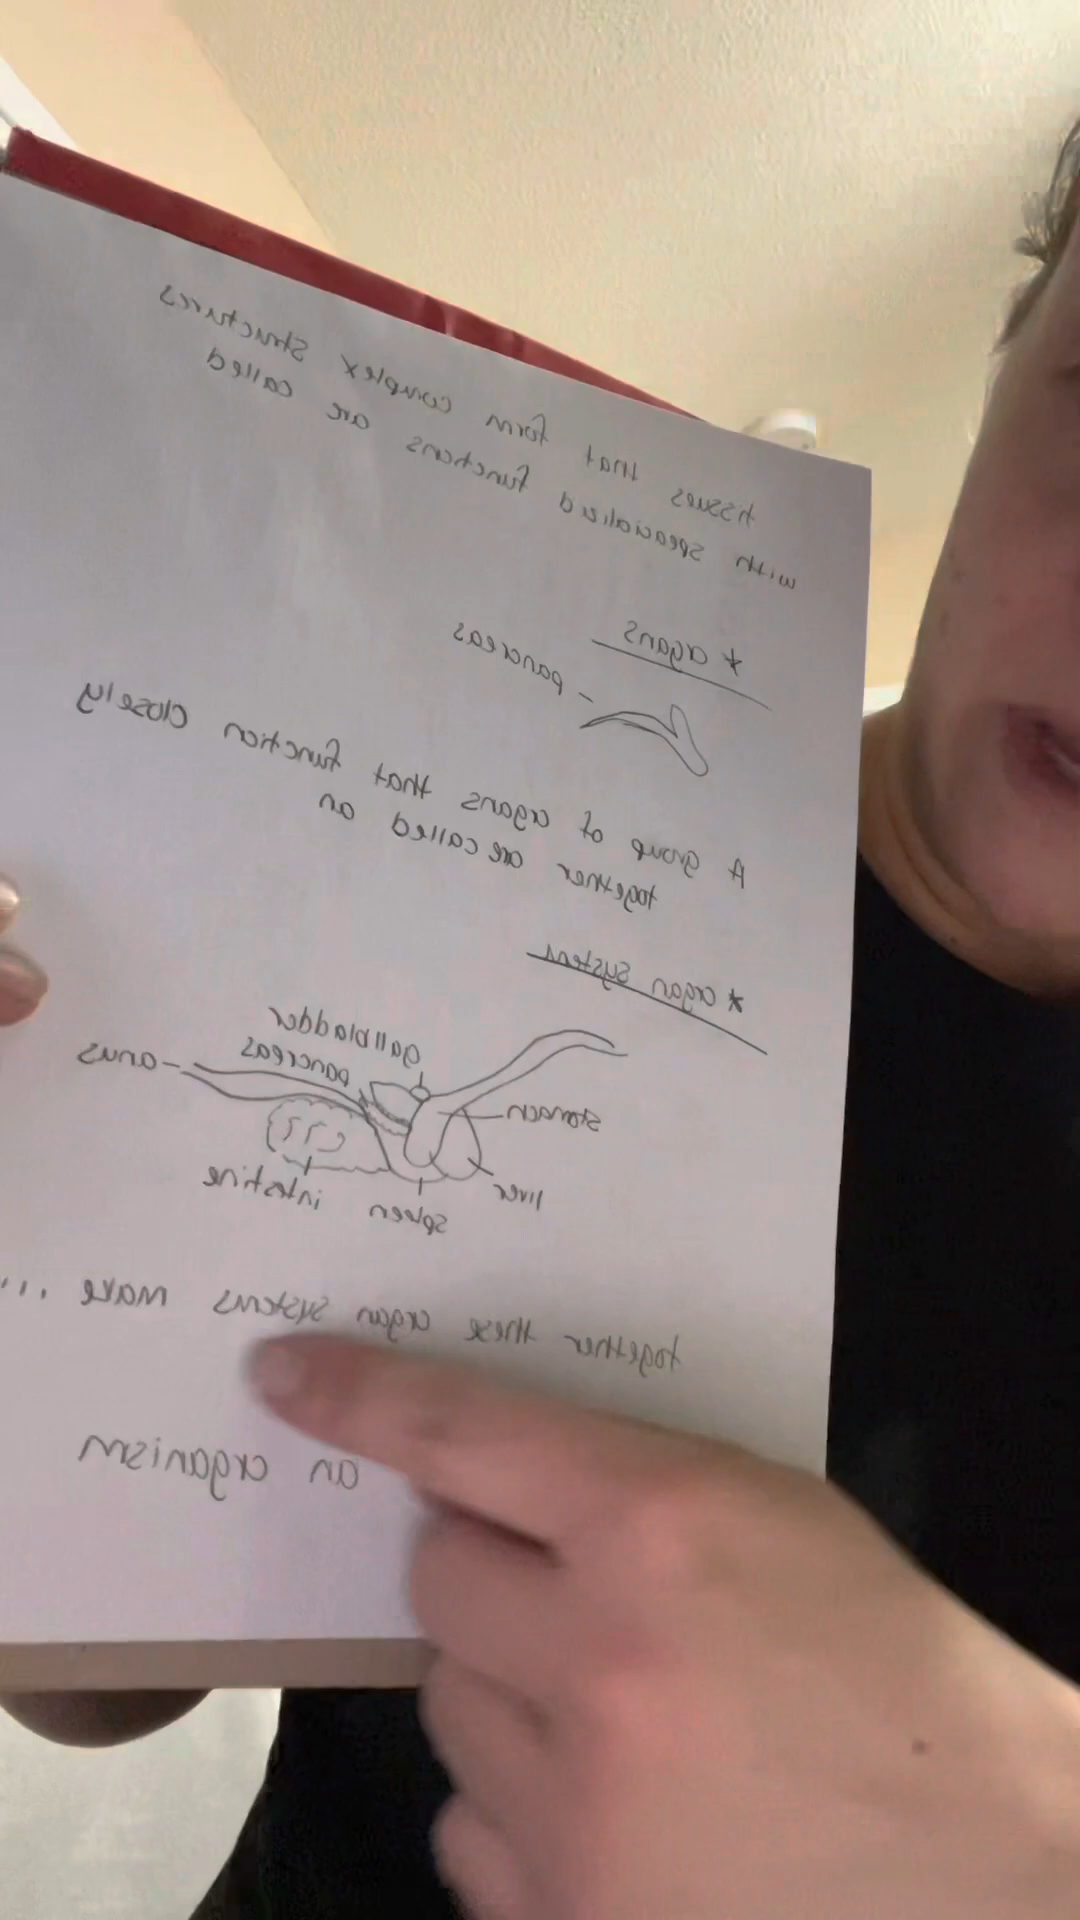 tissues that form complex structures
with specialized functions are called
* organs
- pancreas
A group of organs that function closely
together are called an
* organ system
gallbladder
pancreas
anus
stomach
liver
spleen
intestine
together these organ systems make ....
an organism